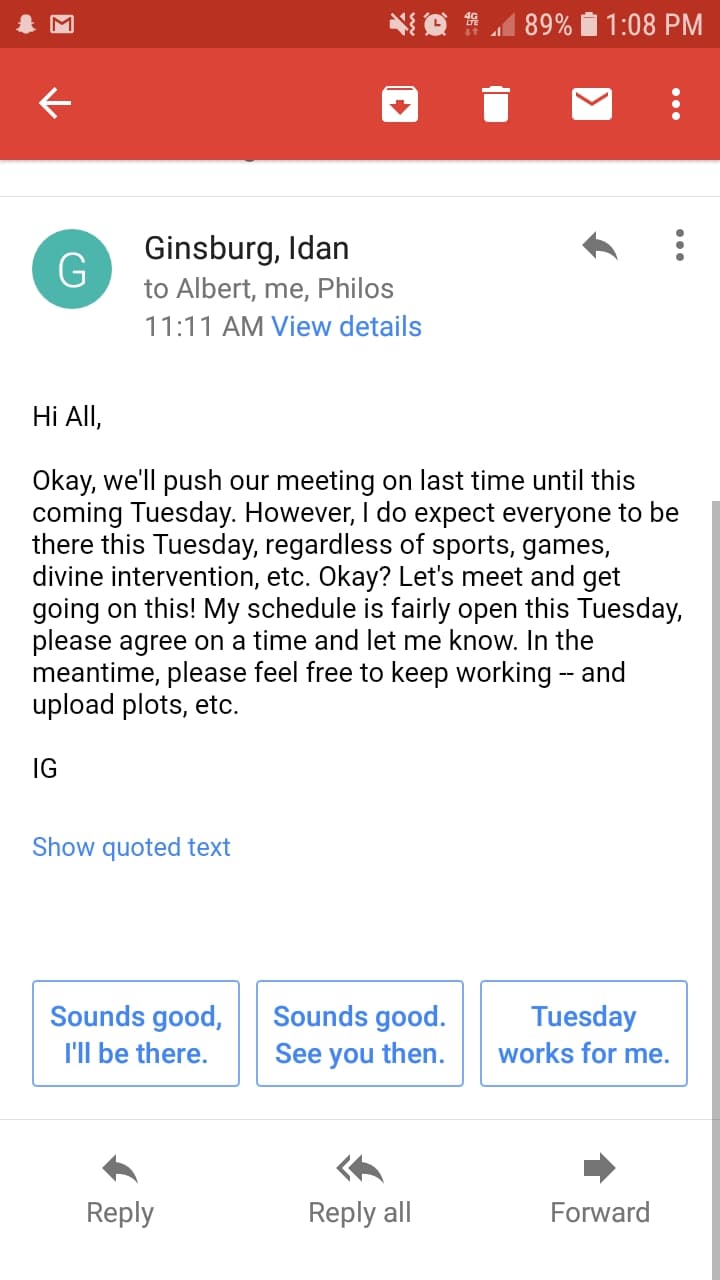 4G
LTE
89%
1:08 PM
G
Ginsburg, Idan
to Albert, me, Philos
11:11 AM View details
Hi All,
Okay, we'll push our meeting on last time until this
coming Tuesday. However, I do expect everyone to be
there this Tuesday, regardless of sports, games,
divine intervention, etc. Okay? Let's meet and get
going on this! My schedule is fairly open this Tuesday,
please agree on a time and let me know. In the
meantime, please feel free to keep working -- and
upload plots, etc.
IG
Show quoted text
Sounds good,
I'll be there.
Sounds good.
See you then.
Tuesday
works for me.
Reply
Reply all
Forward